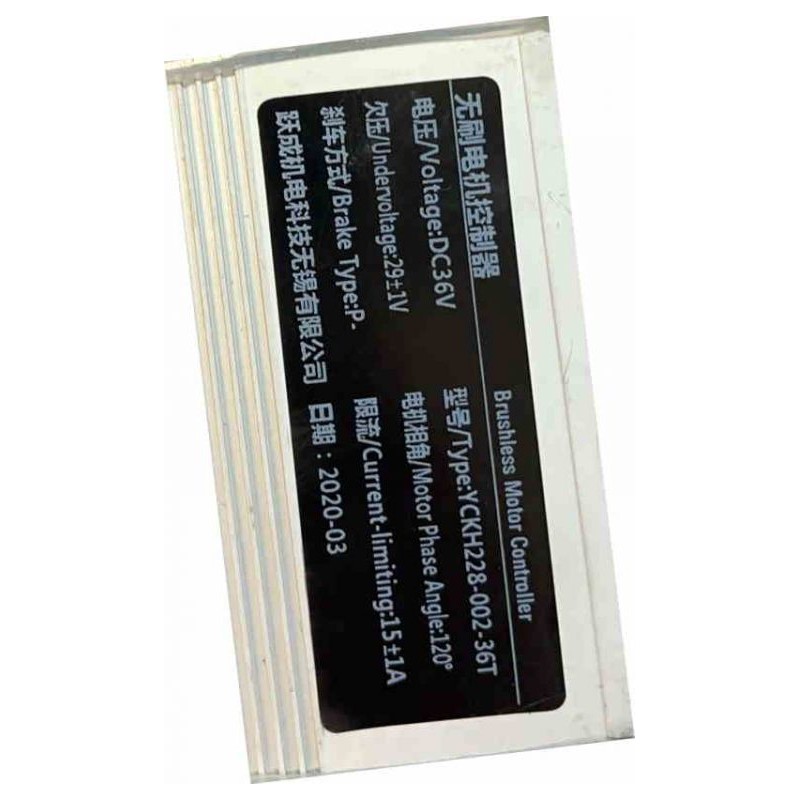 无刷电机控制器 Brushless Motor Controller
电压/Voltage:DC36V 型号/Type:YCKH228-002-36T
欠压/Undervoltage:29±1V 电机相角/Motor Phase Angle:120°
刹车方式/Brake Type:P- 限流/Current-limiting:15±1A
跃成机电科技无锡有限公司 日期：2020-03